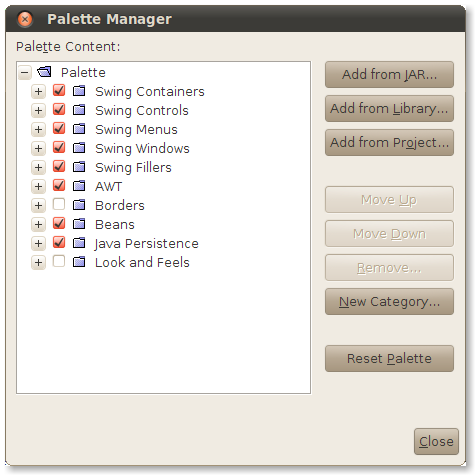 Palette Manager
Palette Content:
Palette
Swing Containers
Swing Controls
Swing Menus
Swing Windows
Swing Fillers
AWT
Borders
Beans
Java Persistence
Look and Feels
Add from JAR...
Add from Library...
Add from Project...
Move Up
Move Down
Remove...
New Category...
Reset Palette
Close